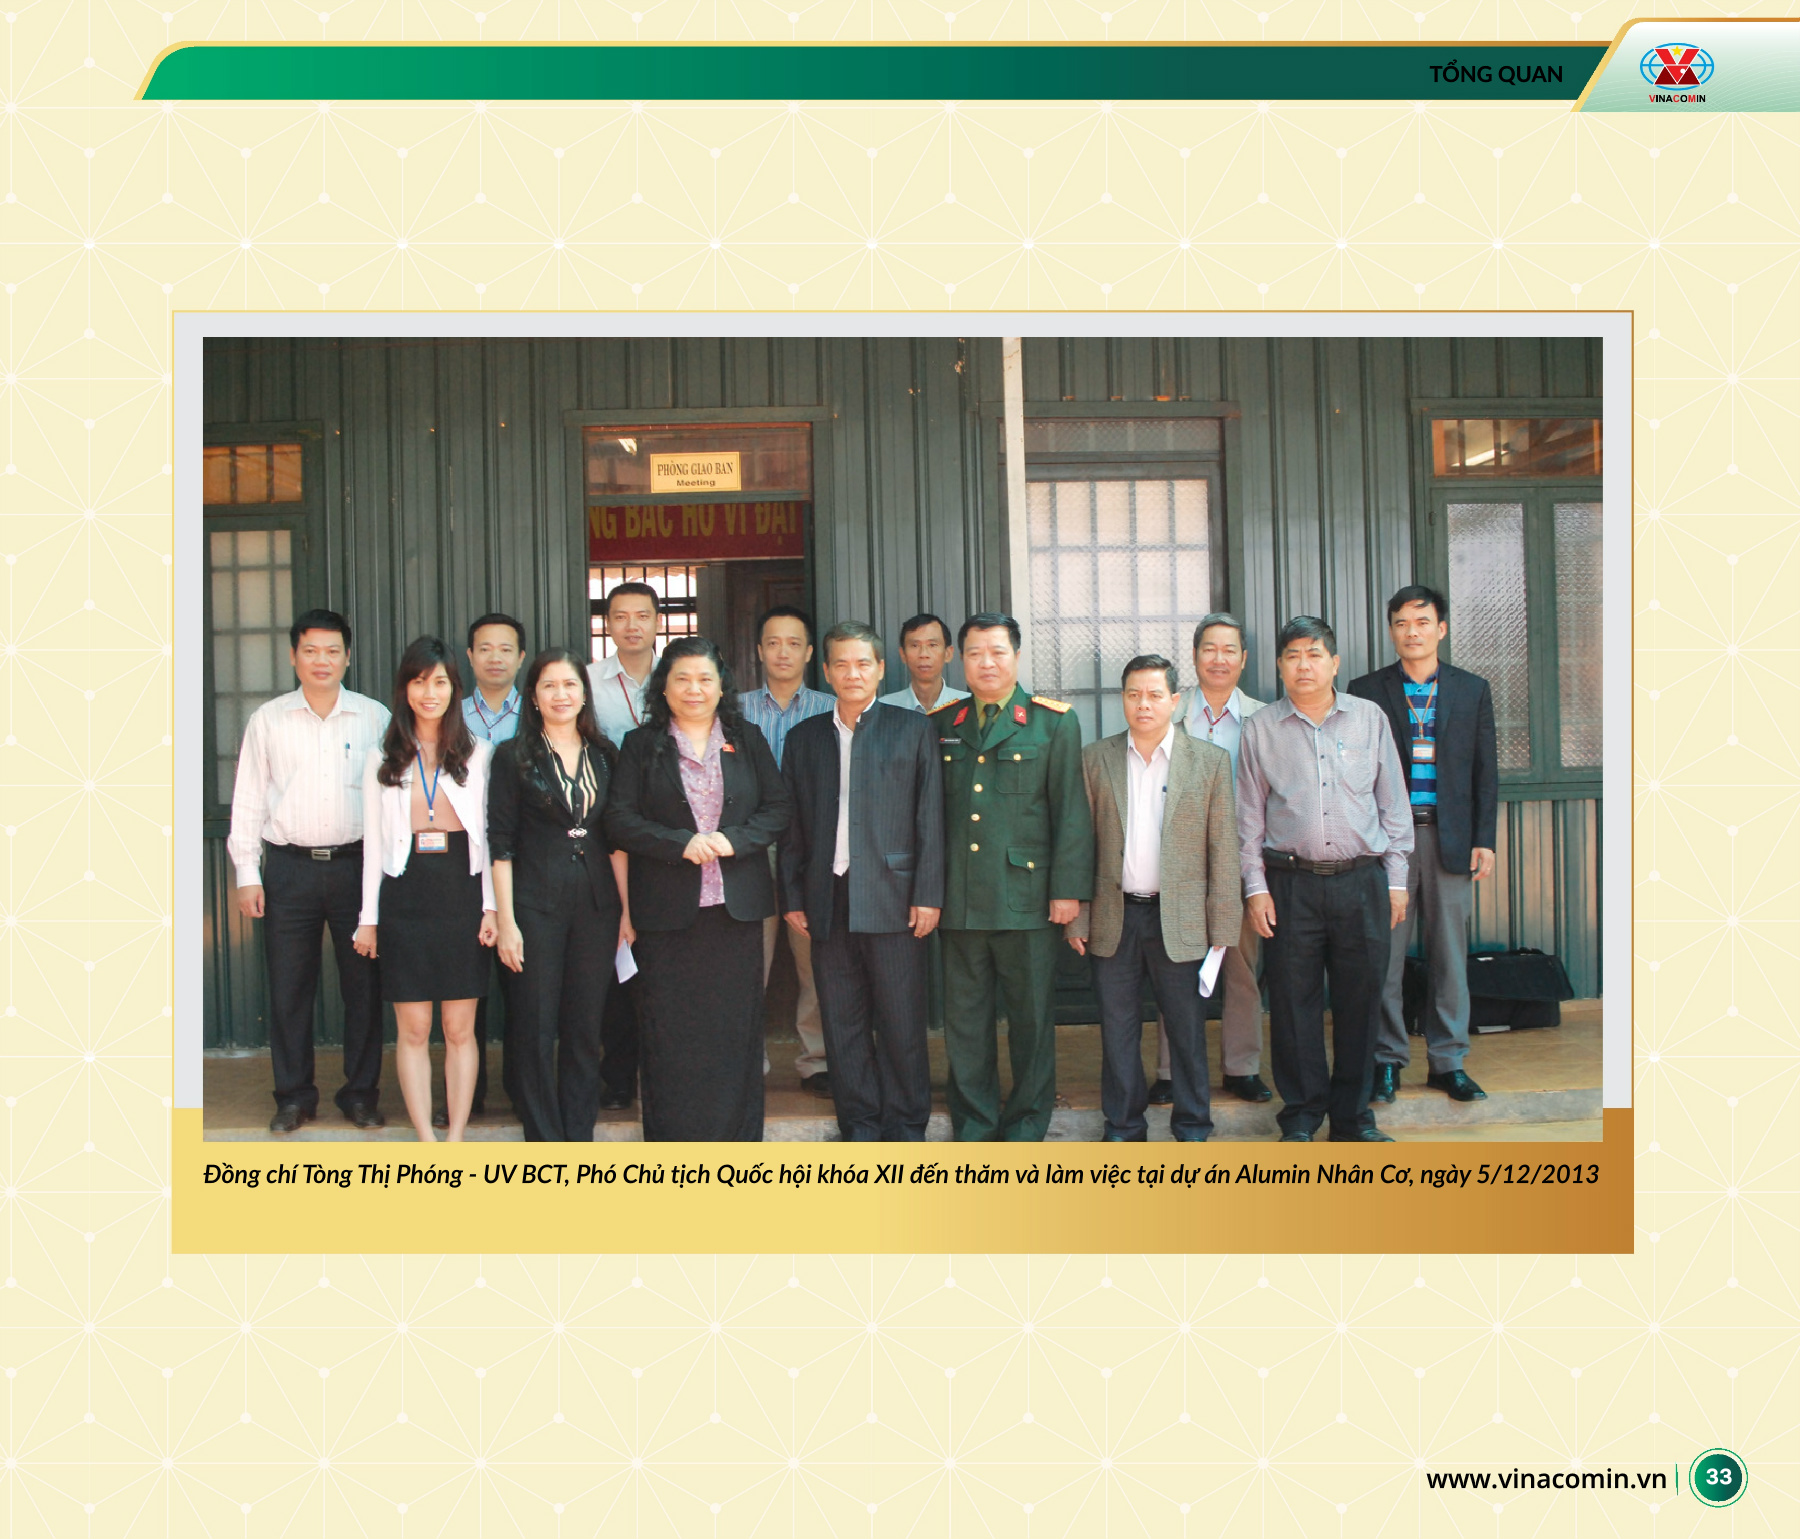 TỔNG QUAN
VINACOMIN
PHÒNG GIAO BAN
Meeting
NG BÁC HỒ VĨ ĐẠI
Đồng chí Tòng Thị Phóng - UV BCT, Phó Chủ tịch Quốc hội khóa XII đến thăm và làm việc tại dự án Alumin Nhân Cơ, ngày 5/12/2013
www.vinacomin.vn
33